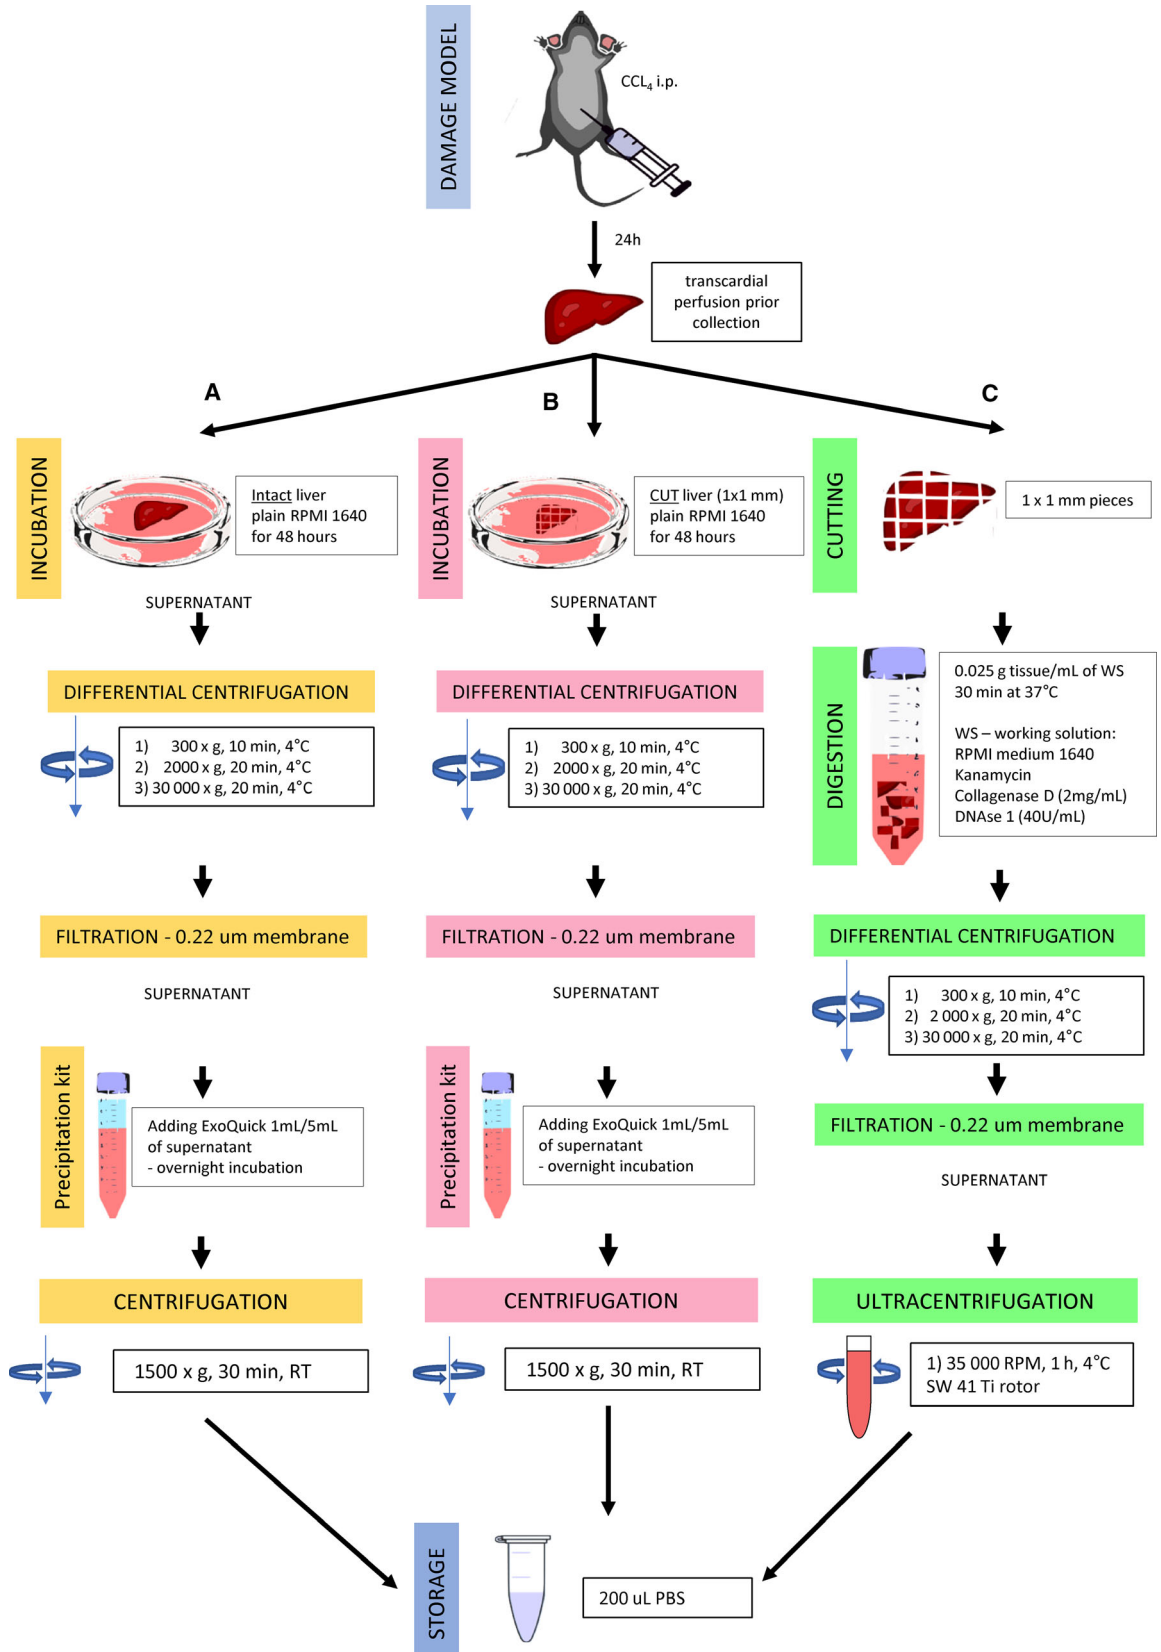 DAMAGE MODEL
CCL4 i.p.
24h
transcardial
perfusion prior
collection
A
B
C
INCUBATION
Intact liver
plain RPMI 1640
for 48 hours
SUPERNATANT
DIFFERENTIAL CENTRIFUGATION
1) 300 x g, 10 min, 4°C
2) 2000 x g, 20 min, 4°C
3) 30 000 x g, 20 min, 4°C
FILTRATION - 0.22 um membrane
SUPERNATANT
Precipitation kit
Adding ExoQuick 1mL/5mL
of supernatant
- overnight incubation
CENTRIFUGATION
1500 x g, 30 min, RT
INCUBATION
CUT liver (1x1 mm)
plain RPMI 1640
for 48 hours
SUPERNATANT
DIFFERENTIAL CENTRIFUGATION
1) 300 x g, 10 min, 4°C
2) 2000 x g, 20 min, 4°C
3) 30 000 x g, 20 min, 4°C
FILTRATION - 0.22 um membrane
SUPERNATANT
Precipitation kit
Adding ExoQuick 1mL/5mL
of supernatant
- overnight incubation
CENTRIFUGATION
1500 x g, 30 min, RT
CUTTING
1 x 1 mm pieces
DIGESTION
0.025 g tissue/mL of WS
30 min at 37°C
WS – working solution:
RPMI medium 1640
Kanamycin
Collagenase D (2mg/mL)
DNAse 1 (40U/mL)
DIFFERENTIAL CENTRIFUGATION
1) 300 x g, 10 min, 4°C
2) 2 000 x g, 20 min, 4°C
3) 30 000 x g, 20 min, 4°C
FILTRATION - 0.22 um membrane
SUPERNATANT
ULTRACENTRIFUGATION
1) 35 000 RPM, 1 h, 4°C
SW 41 Ti rotor
STORAGE
200 uL PBS